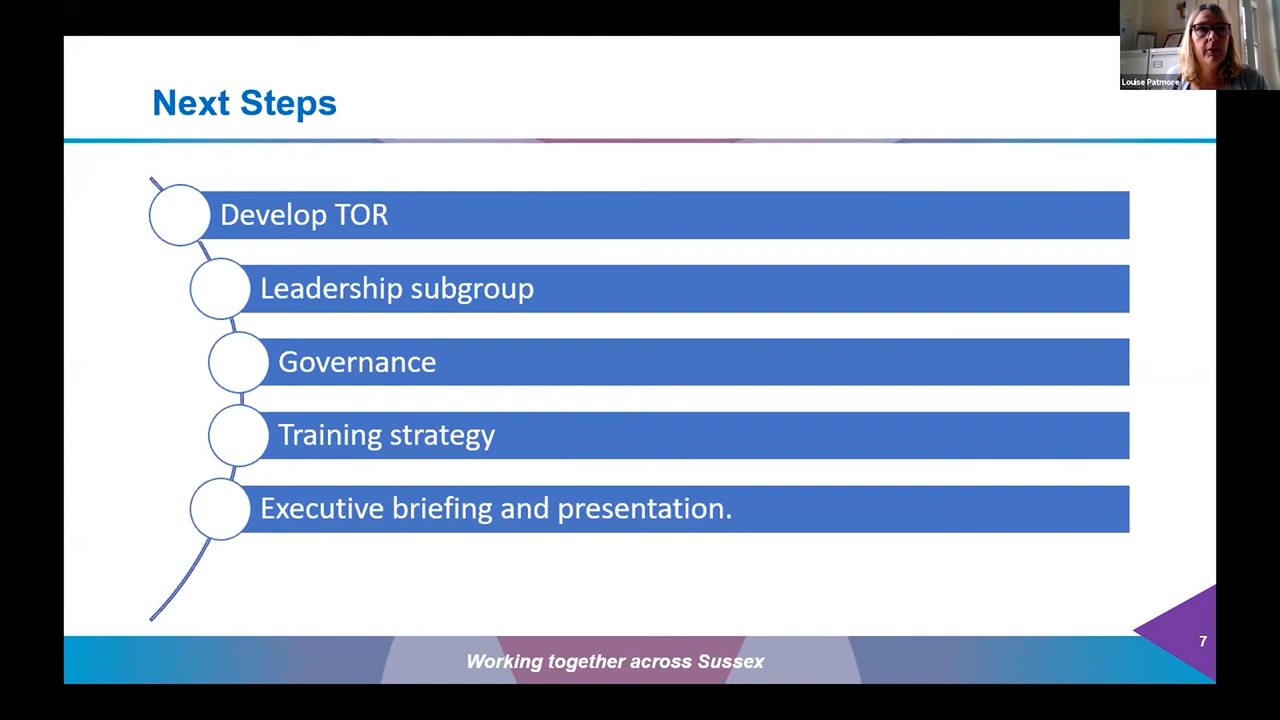 Louise Patmore
Next Steps
Develop TOR
Leadership subgroup
Governance
Training strategy
Executive briefing and presentation.
Working together across Sussex
7